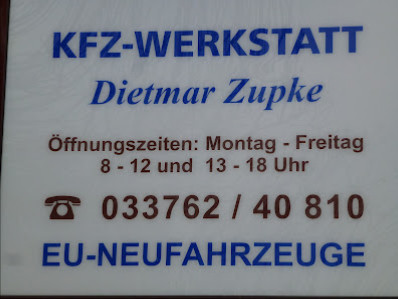 KFZ-WERKSTATT
Dietmar Zupke
Öffnungszeiten: Montag - Freitag
8 - 12 und 13 - 18 Uhr
☎ 033762 / 40 810
EU-NEUFAHRZEUGE